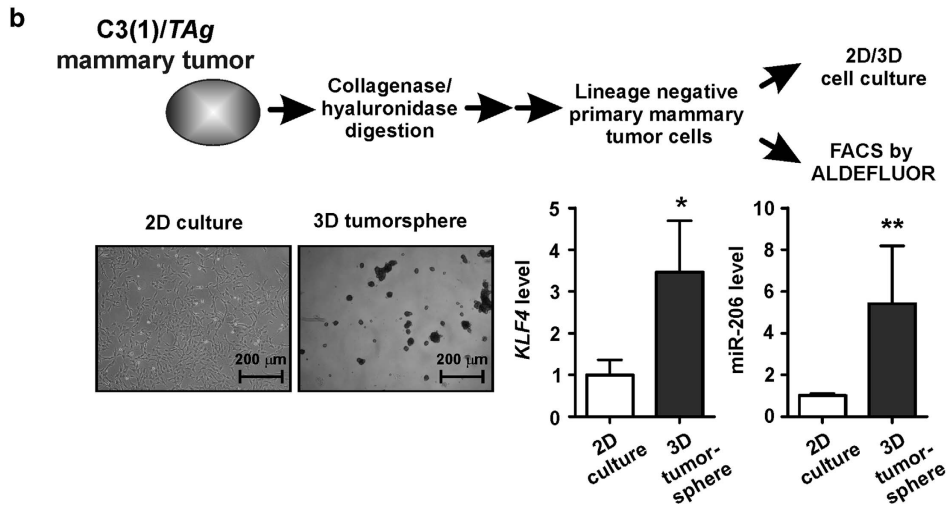 b
C3(1)/TAg
mammary tumor
Collagenase/
hyaluronidase
digestion
Lineage negative
primary mammary
tumor cells
2D/3D
cell culture
FACS by
ALDEFLUOR
2D culture
3D tumorsphere
200 μm
200 μm
KLF4 level
5
4
3
2
1
0
*
2D
culture
3D
tumor-
sphere
miR-206 level
10
8
6
4
2
0
**
2D
culture
3D
tumor-
sphere